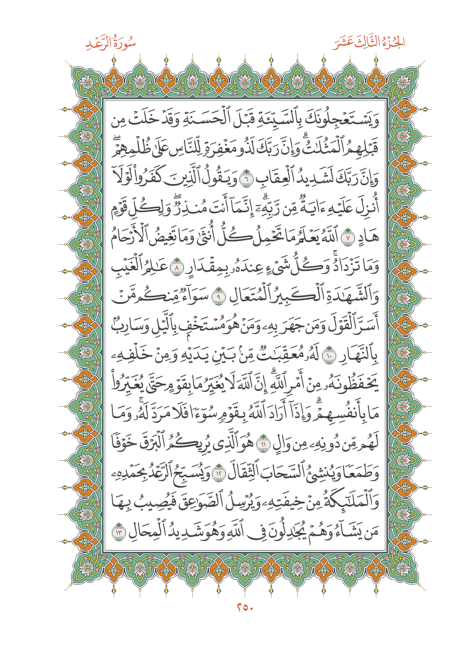 الجُزْءُ الثَّالِثَ عَشَرَ
سُورَةُ الرَّعْدِ
وَيَسْتَعْجِلُونَكَ بِٱلسَّيِّئَةِ قَبْلَ ٱلْحَسَنَةِ وَقَدْ خَلَتْ مِن
قَبْلِهِمُ ٱلْمَثُلَٰتُۗ وَإِنَّ رَبَّكَ لَذُو مَغْفِرَةٍ لِّلنَّاسِ عَلَىٰ ظُلْمِهِمْۖ
وَإِنَّ رَبَّكَ لَشَدِيدُ ٱلْعِقَابِ ٦ وَيَقُولُ ٱلَّذِينَ كَفَرُوا۟ لَوْلَآ
أُنزِلَ عَلَيْهِ ءَايَةٌ مِّن رَّبِّهِۦٓۗ إِنَّمَآ أَنتَ مُنذِرٌۖ وَلِكُلِّ قَوْمٍ
هَادٍ ٧ ٱللَّهُ يَعْلَمُ مَا تَحْمِلُ كُلُّ أُنثَىٰ وَمَا تَغِيضُ ٱلْأَرْحَامُ
وَمَا تَزْدَادُۖ وَكُلُّ شَىْءٍ عِندَهُۥ بِمِقْدَارٍ ٨ عَٰلِمُ ٱلْغَيْبِ
وَٱلشَّهَٰدَةِ ٱلْكَبِيرُ ٱلْمُتَعَالِ ٩ سَوَآءٌ مِّنكُم مَّنْ
أَسَرَّ ٱلْقَوْلَ وَمَن جَهَرَ بِهِۦ وَمَنْ هُوَ مُسْتَخْفٍۭ بِٱلَّيْلِ وَسَارِبٌۢ
بِٱلنَّهَارِ ١٠ لَهُۥ مُعَقِّبَٰتٌ مِّنۢ بَيْنِ يَدَيْهِ وَمِنْ خَلْفِهِۦ
يَحْفَظُونَهُۥ مِنْ أَمْرِ ٱللَّهِۗ إِنَّ ٱللَّهَ لَا يُغَيِّرُ مَا بِقَوْمٍ حَتَّىٰ يُغَيِّرُوا۟
مَا بِأَنفُسِهِمْۗ وَإِذَآ أَرَادَ ٱللَّهُ بِقَوْمٍ سُوٓءًا فَلَا مَرَدَّ لَهُۥۚ وَمَا
لَهُم مِّن دُونِهِۦ مِن وَالٍ ١١ هُوَ ٱلَّذِى يُرِيكُمُ ٱلْبَرْقَ خَوْفًا
وَطَمَعًا وَيُنشِئُ ٱلسَّحَابَ ٱلثِّقَالَ ١٢ وَيُسَبِّحُ ٱلرَّعْدُ بِحَمْدِهِۦ
وَٱلْمَلَٰٓئِكَةُ مِنْ خِيفَتِهِۦ وَيُرْسِلُ ٱلصَّوَٰعِقَ فَيُصِيبُ بِهَا
مَن يَشَآءُ وَهُمْ يُجَٰدِلُونَ فِى ٱللَّهِ وَهُوَ شَدِيدُ ٱلْمِحَالِ ١٣
٢٥٠